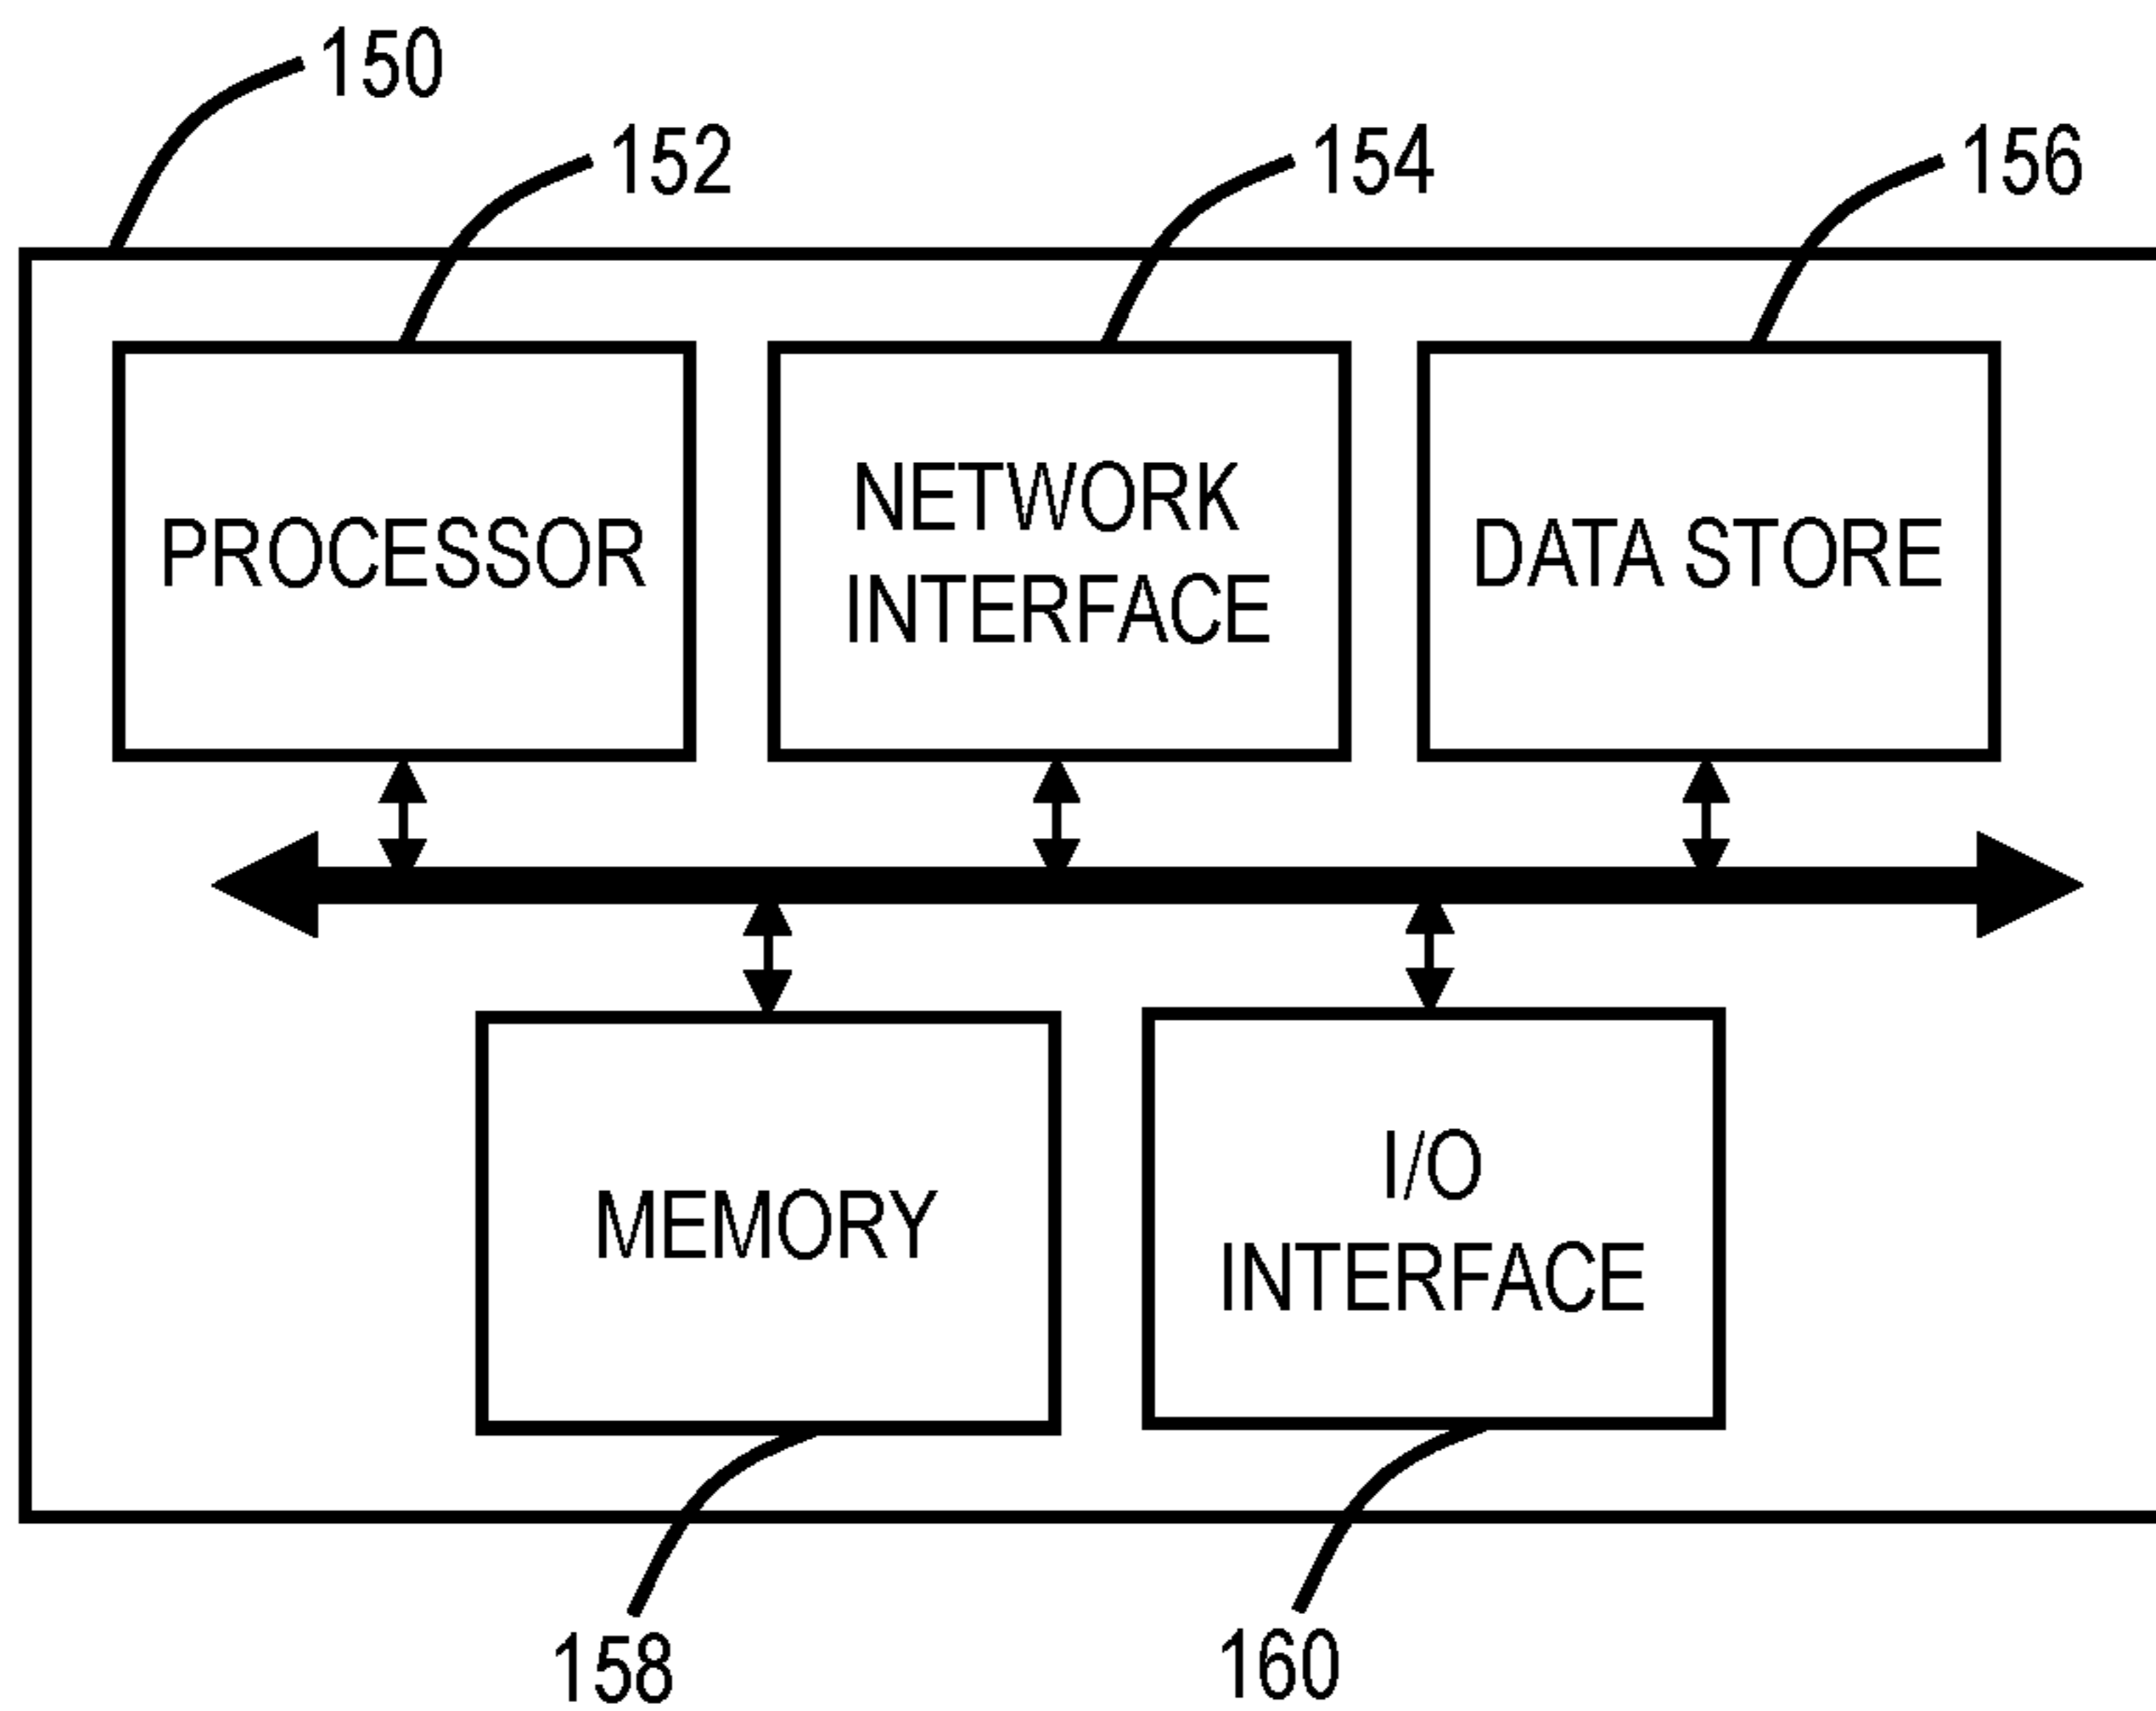 150
152
154
156
PROCESSOR
NETWORK
INTERFACE
DATA STORE
MEMORY
I/O
INTERFACE
158
160